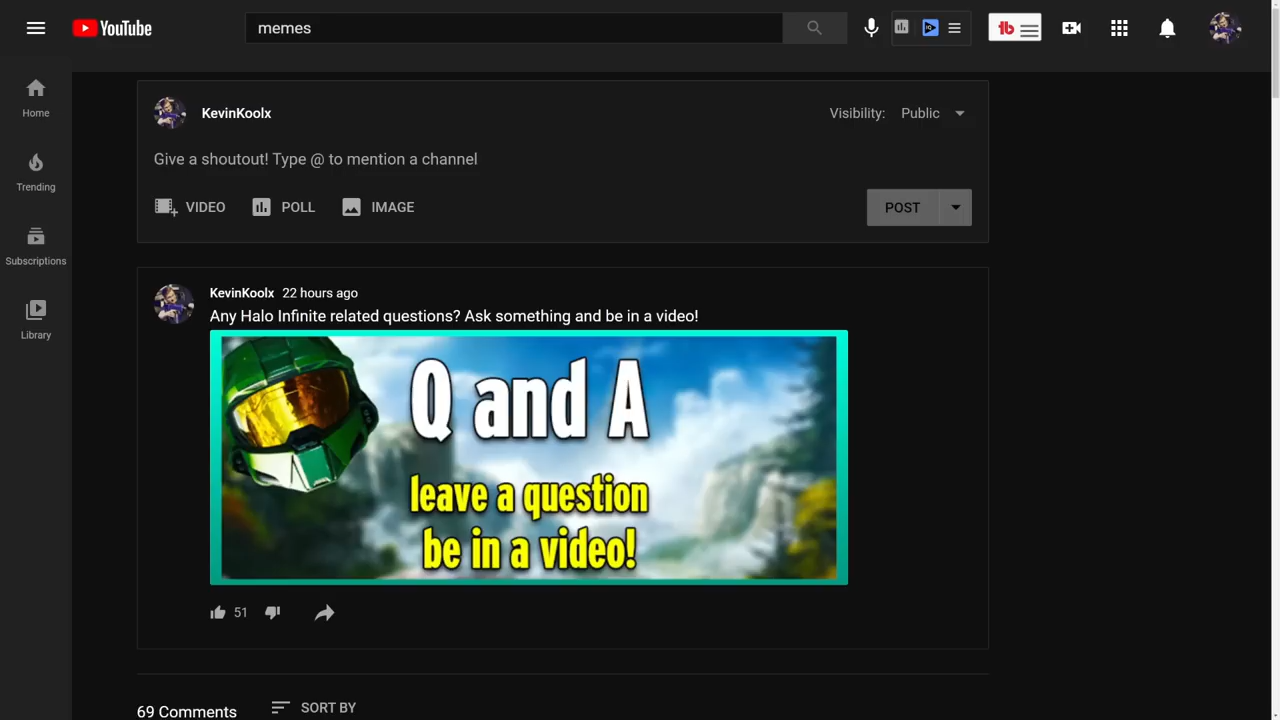 YouTube
memes
tb
Home
Trending
Subscriptions
Library
KevinKoolx
Visibility: Public
Give a shoutout! Type @ to mention a channel
VIDEO POLL IMAGE
POST
KevinKoolx 22 hours ago
Any Halo Infinite related questions? Ask something and be in a video!
Q and A
leave a question
be in a video!
51
69 Comments SORT BY